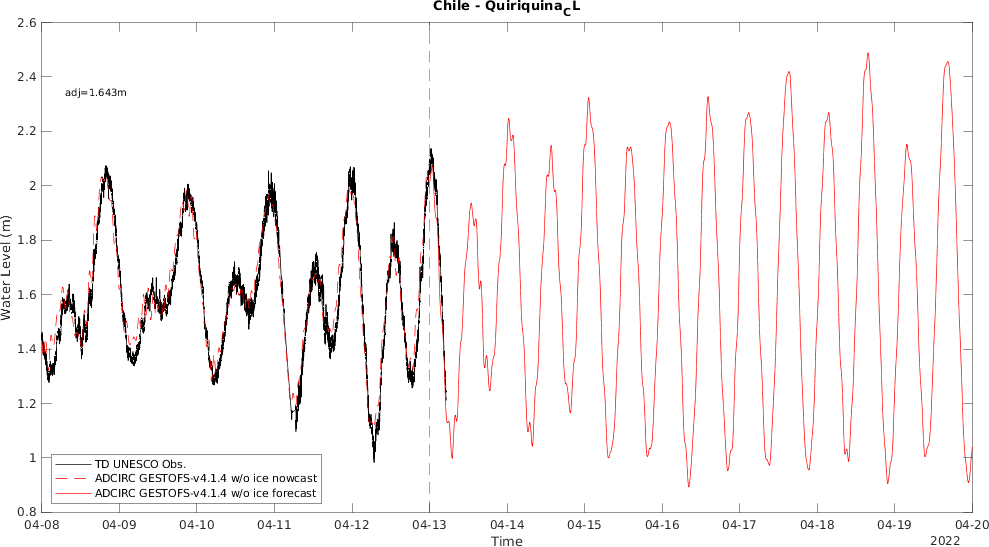 Chile - Quiriquina_CL
2.6
2.4
2.2
2
1.8
1.6
1.4
1.2
1
0.8
Water Level (m)
adj=1.643m
TD UNESCO Obs.
ADCIRC GESTOFS-v4.1.4 w/o ice nowcast
ADCIRC GESTOFS-v4.1.4 w/o ice forecast
04-08 04-09 04-10 04-11 04-12 04-13 04-14 04-15 04-16 04-17 04-18 04-19 04-20
Time
2022